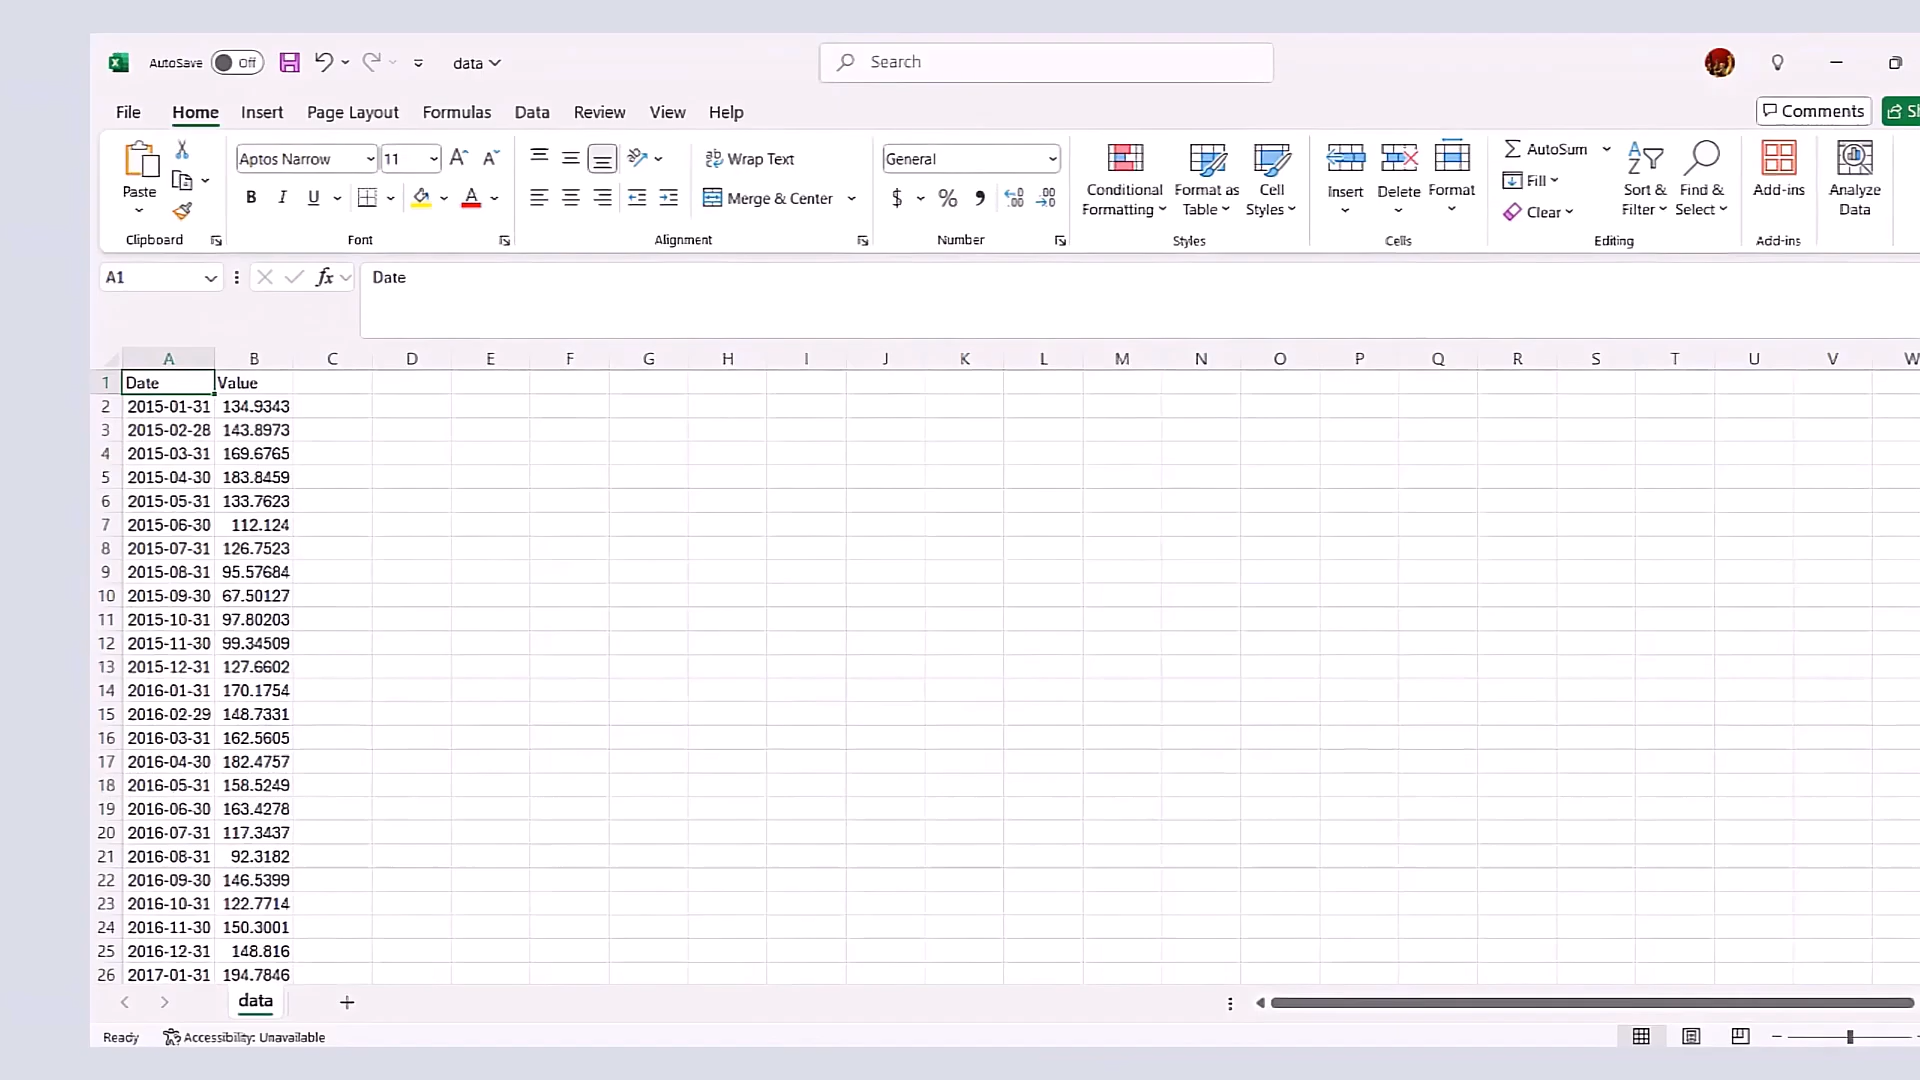 AutoSave Off data Search
File Home Insert Page Layout Formulas Data Review View Help Comments
Paste Aptos Narrow 11 Wrap Text General Conditional Formatting Format as Table Cell Styles Insert Delete Format AutoSum Fill Clear Sort & Filter Find & Select Add-ins Analyze Data
B I U Merge & Center $ % 9
Clipboard Font Alignment Number Styles Cells Editing Add-ins
A1 fx Date
A B C D E F G H I J K L M N O P Q R S T U V W
1 Date Value
2 2015-01-31 134.9343
3 2015-02-28 143.8973
4 2015-03-31 169.6765
5 2015-04-30 183.8459
6 2015-05-31 133.7623
7 2015-06-30 112.124
8 2015-07-31 126.7523
9 2015-08-31 95.57684
10 2015-09-30 67.50127
11 2015-10-31 97.80203
12 2015-11-30 99.34509
13 2015-12-31 127.6602
14 2016-01-31 170.1754
15 2016-02-29 148.7331
16 2016-03-31 162.5605
17 2016-04-30 182.4757
18 2016-05-31 158.5249
19 2016-06-30 163.4278
20 2016-07-31 117.3437
21 2016-08-31 92.3182
22 2016-09-30 146.5399
23 2016-10-31 122.7714
24 2016-11-30 150.3001
25 2016-12-31 148.816
26 2017-01-31 194.7846
data
Ready Accessibility: Unavailable